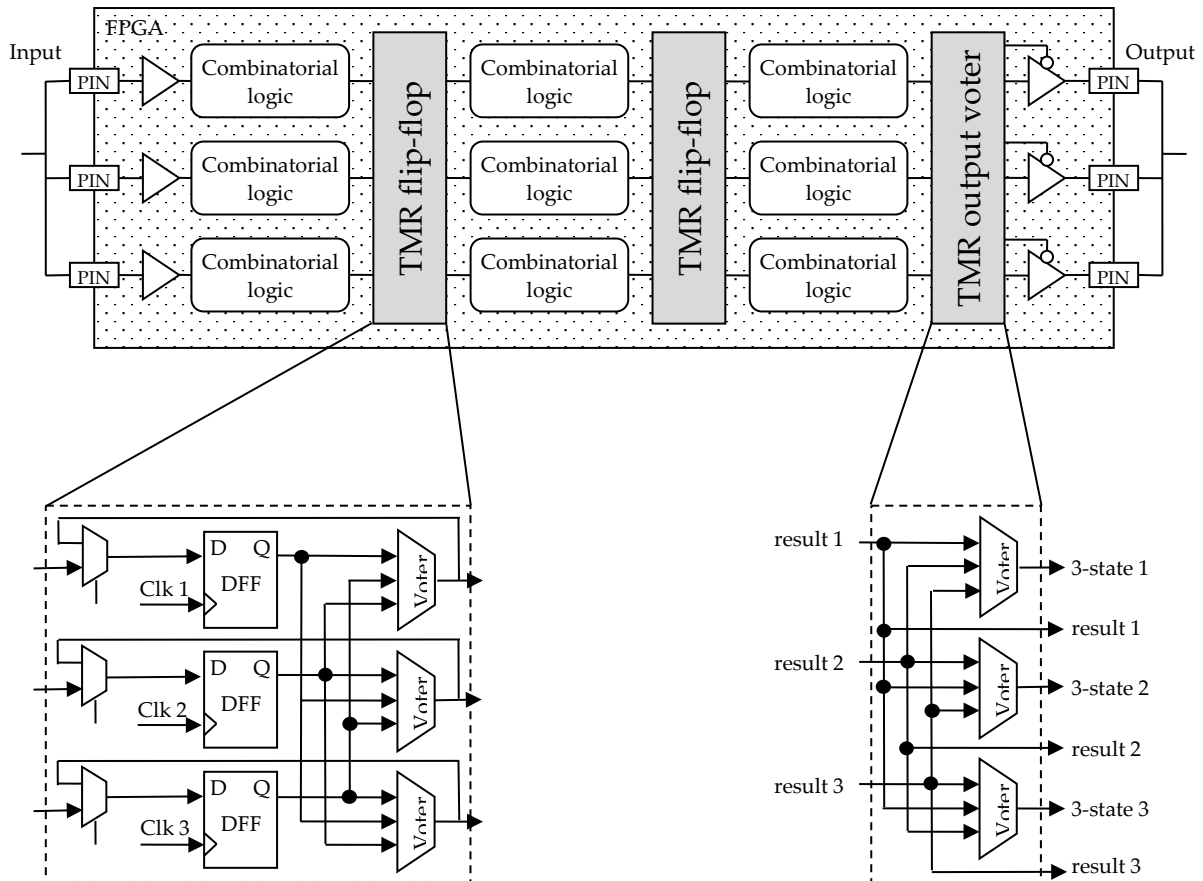 FPGA
Input
Output
PIN
Combinatorial
logic
Combinatorial
logic
Combinatorial
logic
PIN
PIN
Combinatorial
logic
Combinatorial
logic
Combinatorial
logic
PIN
PIN
Combinatorial
logic
Combinatorial
logic
Combinatorial
logic
PIN
TMR flip-flop
TMR flip-flop
TMR output voter
D Q
DFF
Clk 1
Voter
D Q
DFF
Clk 2
Voter
D Q
DFF
Clk 3
Voter
result 1
Voter
3-state 1
result 1
result 2
Voter
3-state 2
result 2
result 3
Voter
3-state 3
result 3